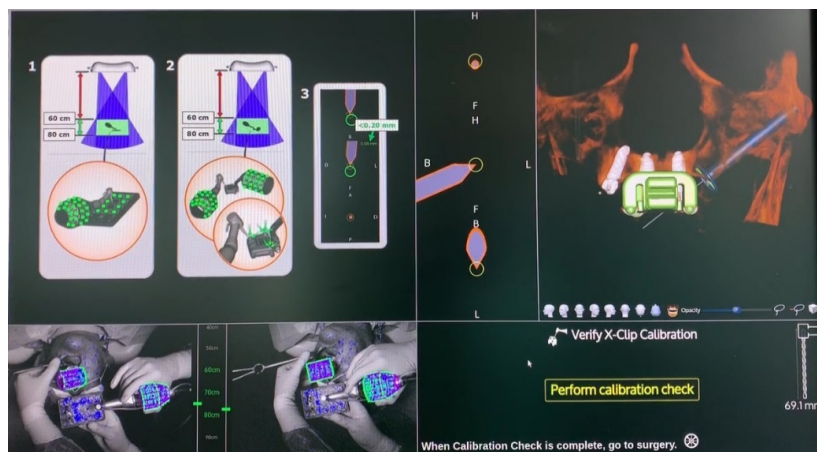 1
2
3
60 cm
80 cm
60 cm
80 cm
<0.20 mm
H
F
H
B
L
F
B
L
Opacity
60cm
70cm
80cm
Verify X-Clip Calibration
Perform calibration check
69.1 mm
When Calibration Check is complete, go to surgery.